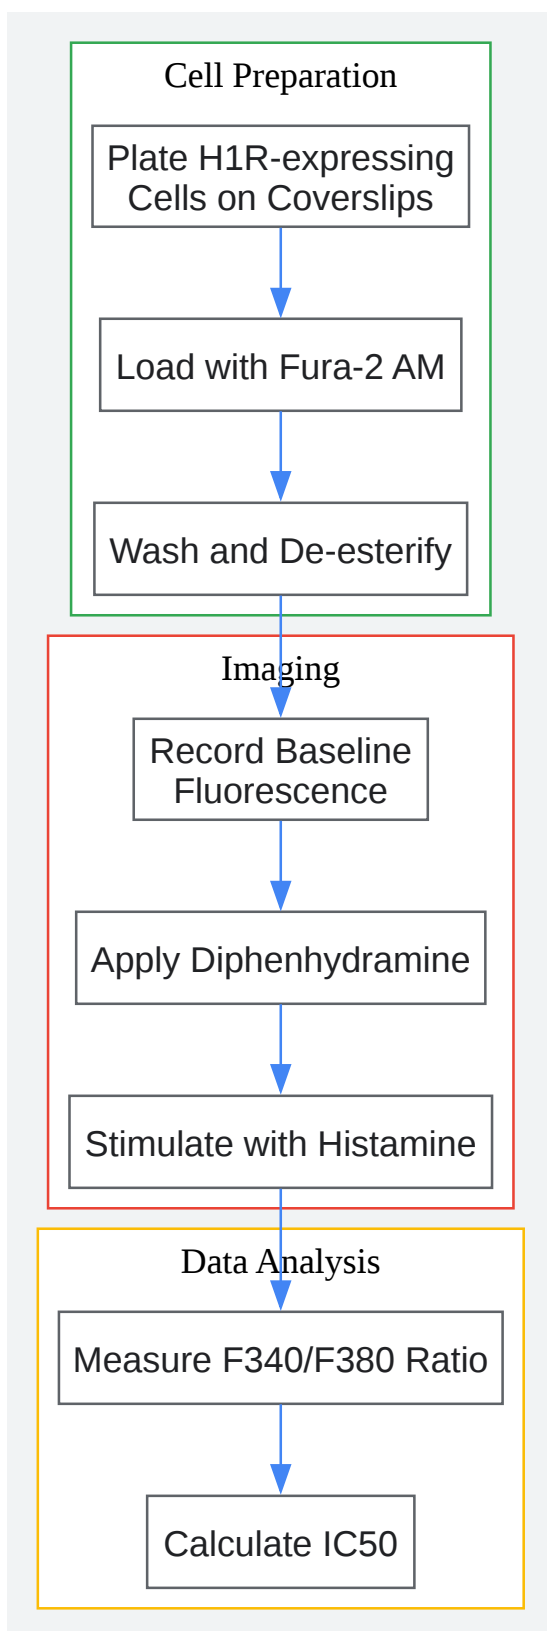 Cell Preparation
Plate H1R-expressing
Cells on Coverslips
Load with Fura-2 AM
Wash and De-esterify
Imaging
Record Baseline
Fluorescence
Apply Diphenhydramine
Stimulate with Histamine
Data Analysis
Measure F340/F380 Ratio
Calculate IC50